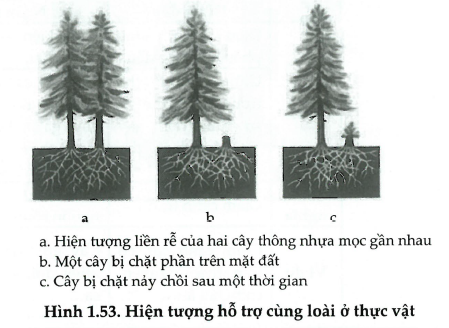 a
b
c
a. Hiện tượng liền rễ của hai cây thông nhựa mọc gần nhau
b. Một cây bị chặt phần trên mặt đất
c. Cây bị chặt nảy chồi sau một thời gian
Hình 1.53. Hiện tượng hỗ trợ cùng loài ở thực vật